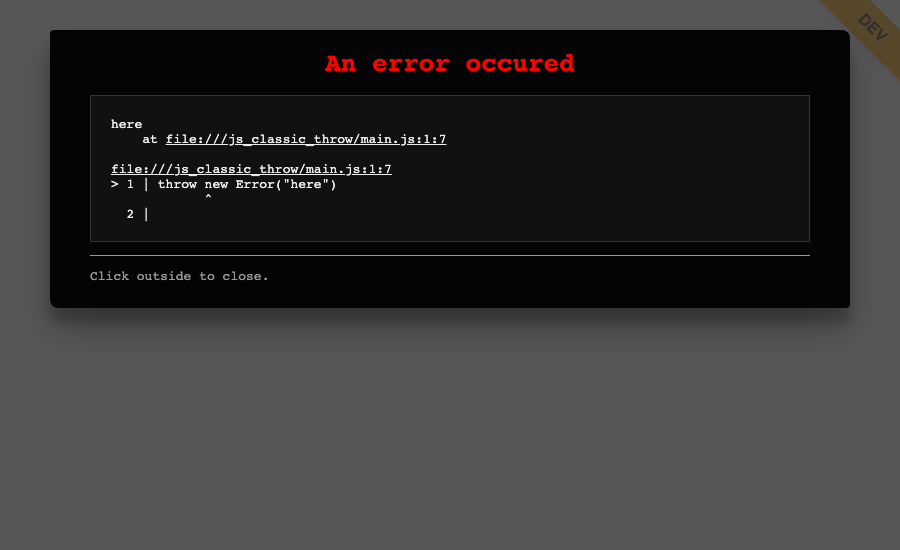 DEV
An error occured
here
    at file:///js_classic_throw/main.js:1:7
file:///js_classic_throw/main.js:1:7
> 1 | throw new Error("here")
            ^
  2 |
Click outside to close.